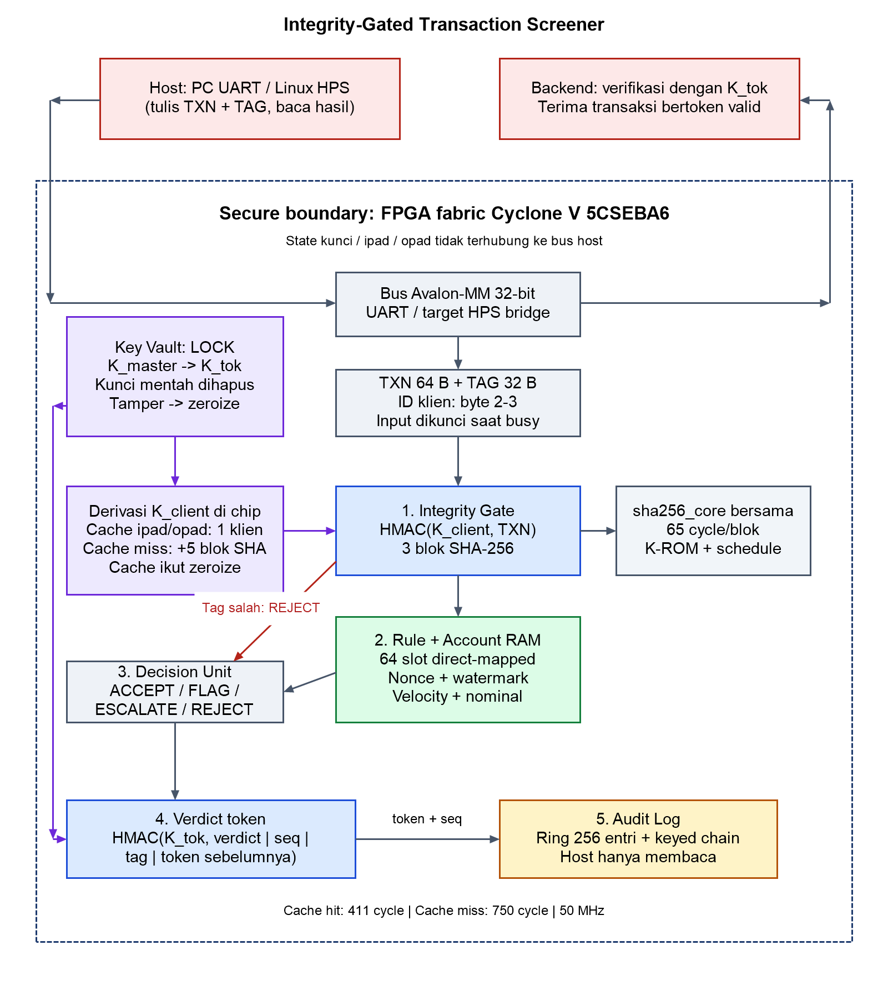 Integrity-Gated Transaction Screener
Host: PC UART / Linux HPS
(tulis TXN + TAG, baca hasil)
Backend: verifikasi dengan K_tok
Terima transaksi bertoken valid
Secure boundary: FPGA fabric Cyclone V 5CSEBA6
State kunci / ipad / opad tidak terhubung ke bus host
Bus Avalon-MM 32-bit
UART / target HPS bridge
Key Vault: LOCK
K_master -> K_tok
Kunci mentah dihapus
Tamper -> zeroize
TXN 64 B + TAG 32 B
ID klien: byte 2-3
Input dikunci saat busy
Derivasi K_client di chip
Cache ipad/opad: 1 klien
Cache miss: +5 blok SHA
Cache ikut zeroize
1. Integrity Gate
HMAC(K_client, TXN)
3 blok SHA-256
sha256_core bersama
65 cycle/blok
K-ROM + schedule
Tag salah: REJECT
2. Rule + Account RAM
64 slot direct-mapped
Nonce + watermark
Velocity + nominal
3. Decision Unit
ACCEPT / FLAG /
ESCALATE / REJECT
4. Verdict token
HMAC(K_tok, verdict | seq |
tag | token sebelumnya)
token + seq
5. Audit Log
Ring 256 entri + keyed chain
Host hanya membaca
Cache hit: 411 cycle | Cache miss: 750 cycle | 50 MHz